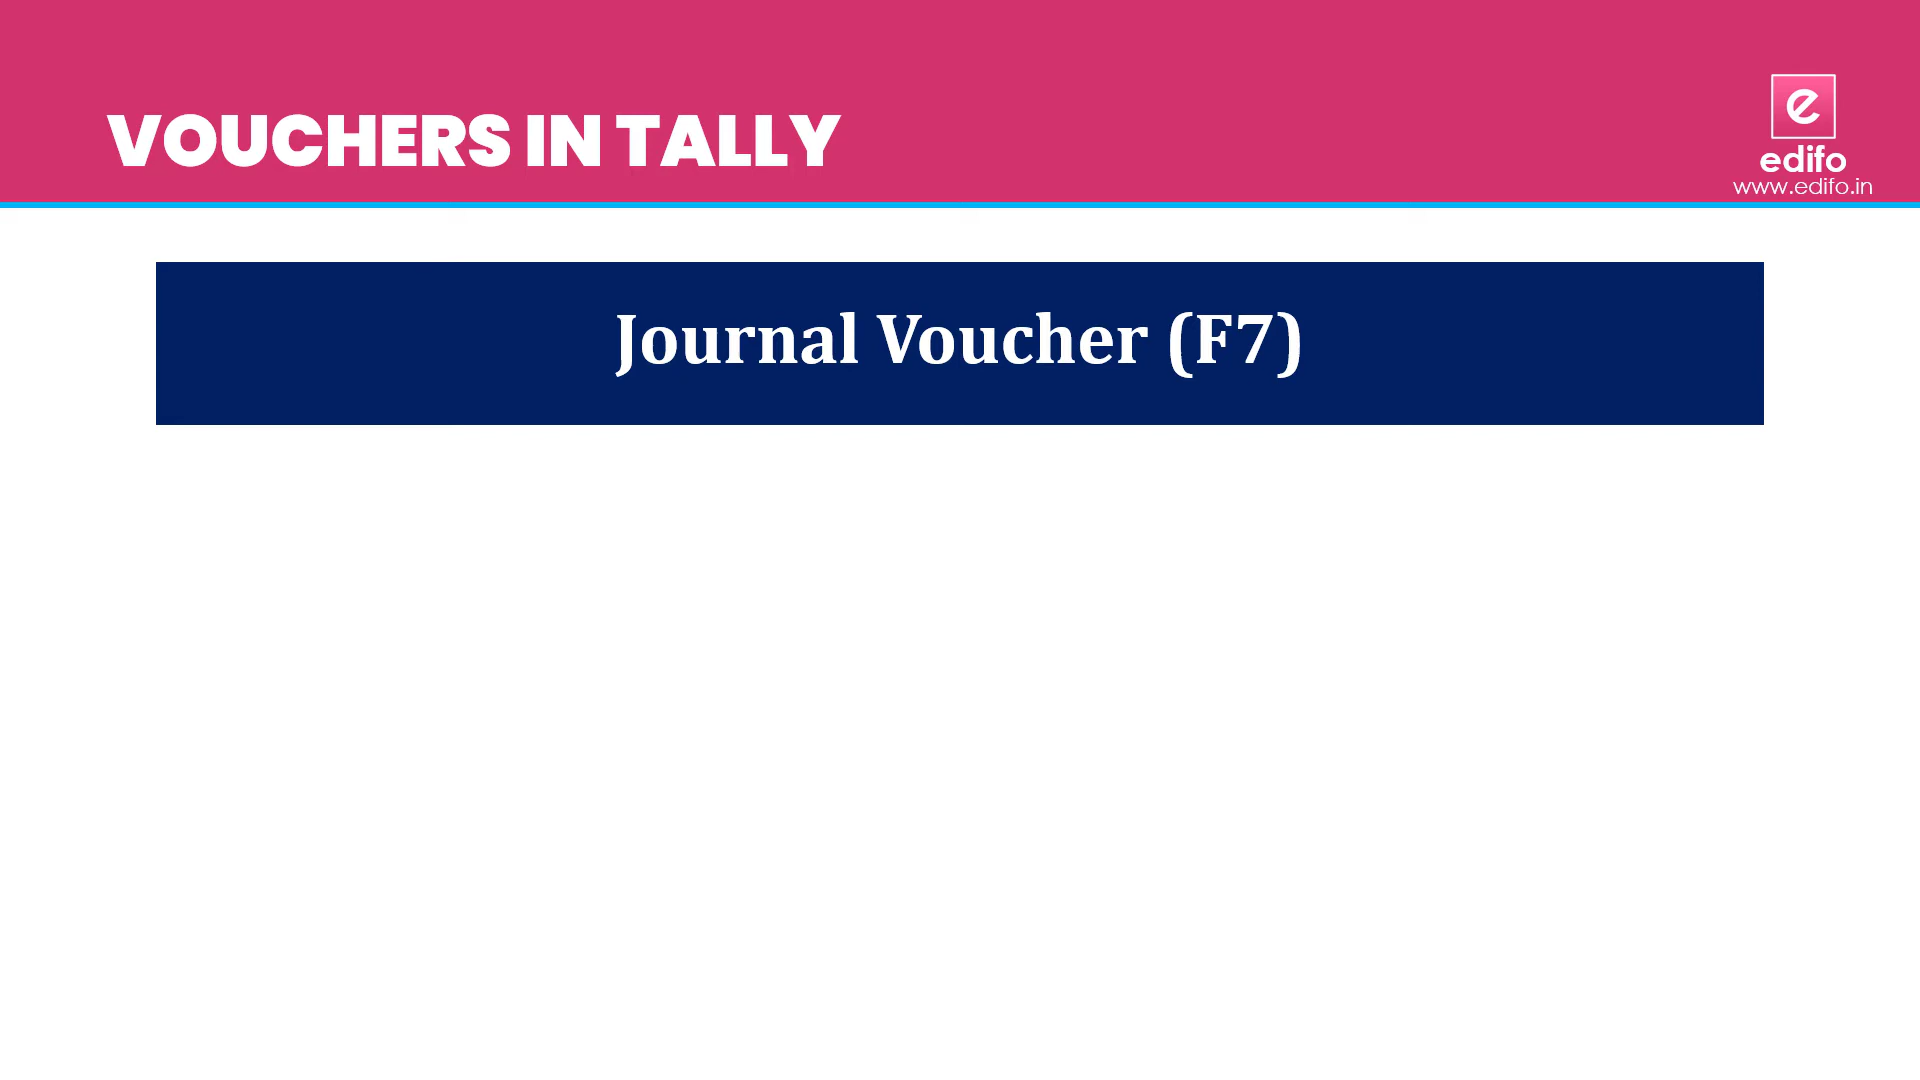 VOUCHERS IN TALLY
e
edifo
www.edifo.in
Journal Voucher (F7)